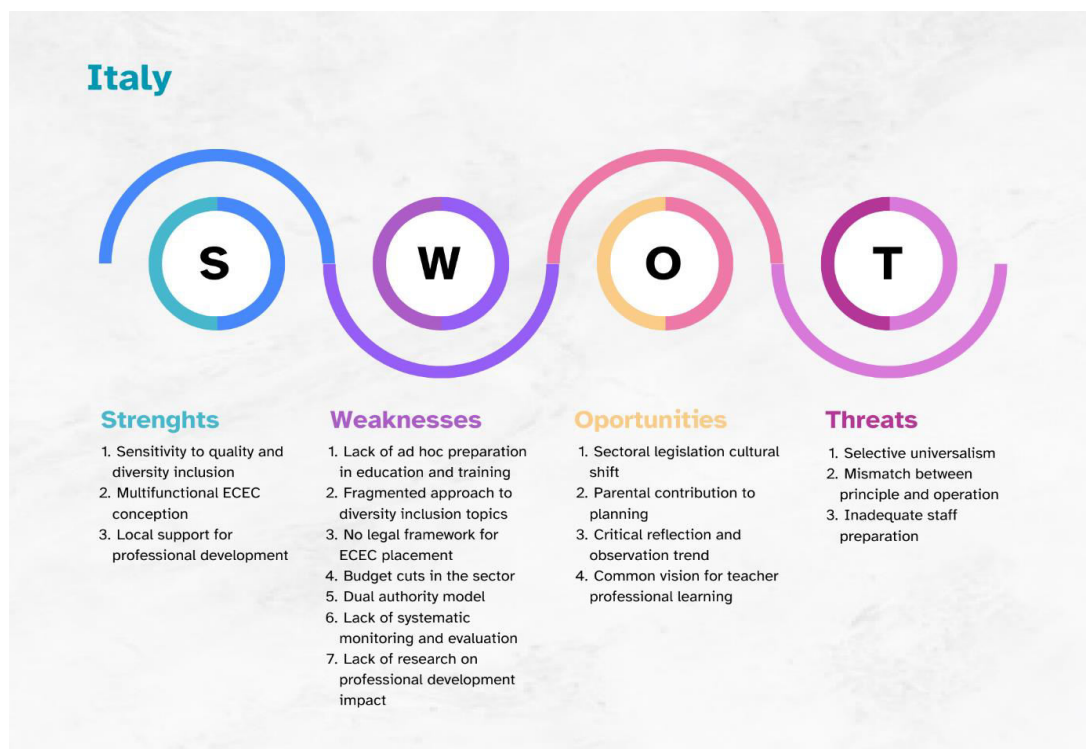 Italy
S
W
O
T
Strenghts
1. Sensitivity to quality and
diversity inclusion
2. Multifunctional ECEC
conception
3. Local support for
professional development
Weaknesses
1. Lack of ad hoc preparation
in education and training
2. Fragmented approach to
diversity inclusion topics
3. No legal framework for
ECEC placement
4. Budget cuts in the sector
5. Dual authority model
6. Lack of systematic
monitoring and evaluation
7. Lack of research on
professional development
impact
Oportunities
1. Sectoral legislation cultural
shift
2. Parental contribution to
planning
3. Critical reflection and
observation trend
4. Common vision for teacher
professional learning
Threats
1. Selective universalism
2. Mismatch between
principle and operation
3. Inadequate staff
preparation